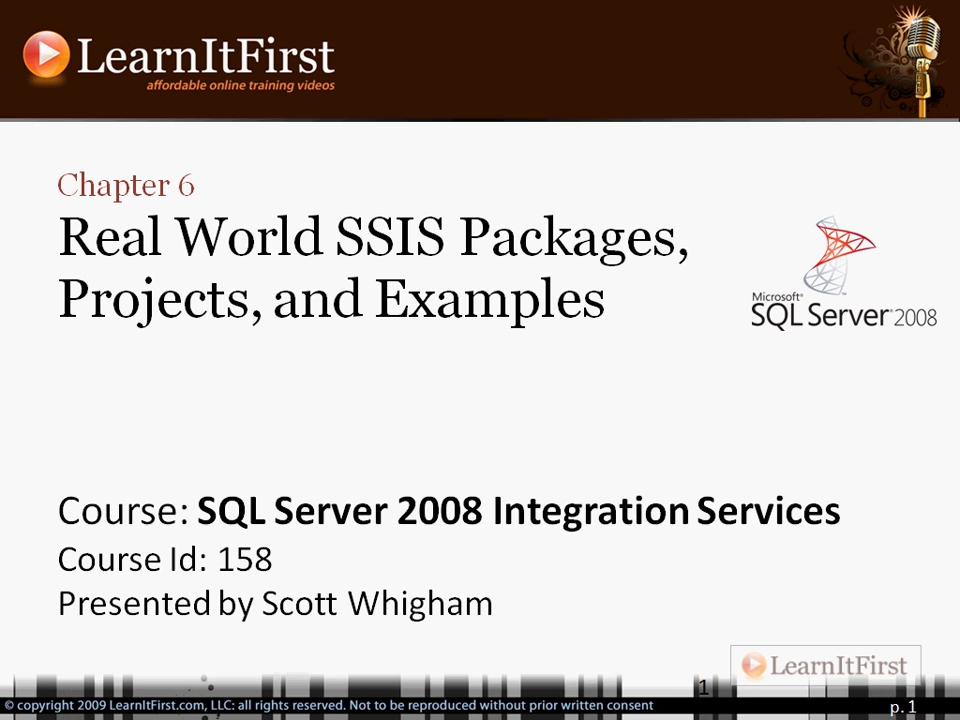 LearnItFirst
affordable online training videos
Chapter 6
Real World SSIS Packages,
Projects, and Examples
Microsoft®
SQL Server® 2008
Course: SQL Server 2008 Integration Services
Course Id: 158
Presented by Scott Whigham
LearnItFirst
1
© copyright 2009 LearnItFirst.com, LLC: all rights reserved. Not to be reproduced without prior written consent
p. 1